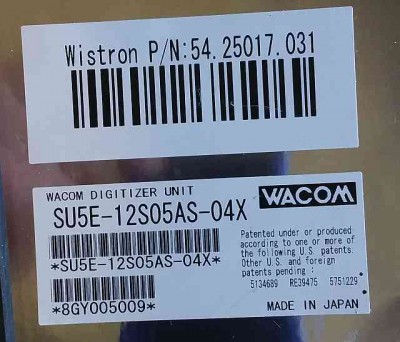 Wistron P/N:54.25017.031
WACOM DIGITIZER UNIT
SU5E-12S05AS-04X
*SU5E-12S05AS-04X*
*8GY005009*
WACOM
Patented under or produced
according to one or more of
the following U.S. patents.
Other U.S. and foreign
patents pending :
5134689 RE39475 5751229
MADE IN JAPAN